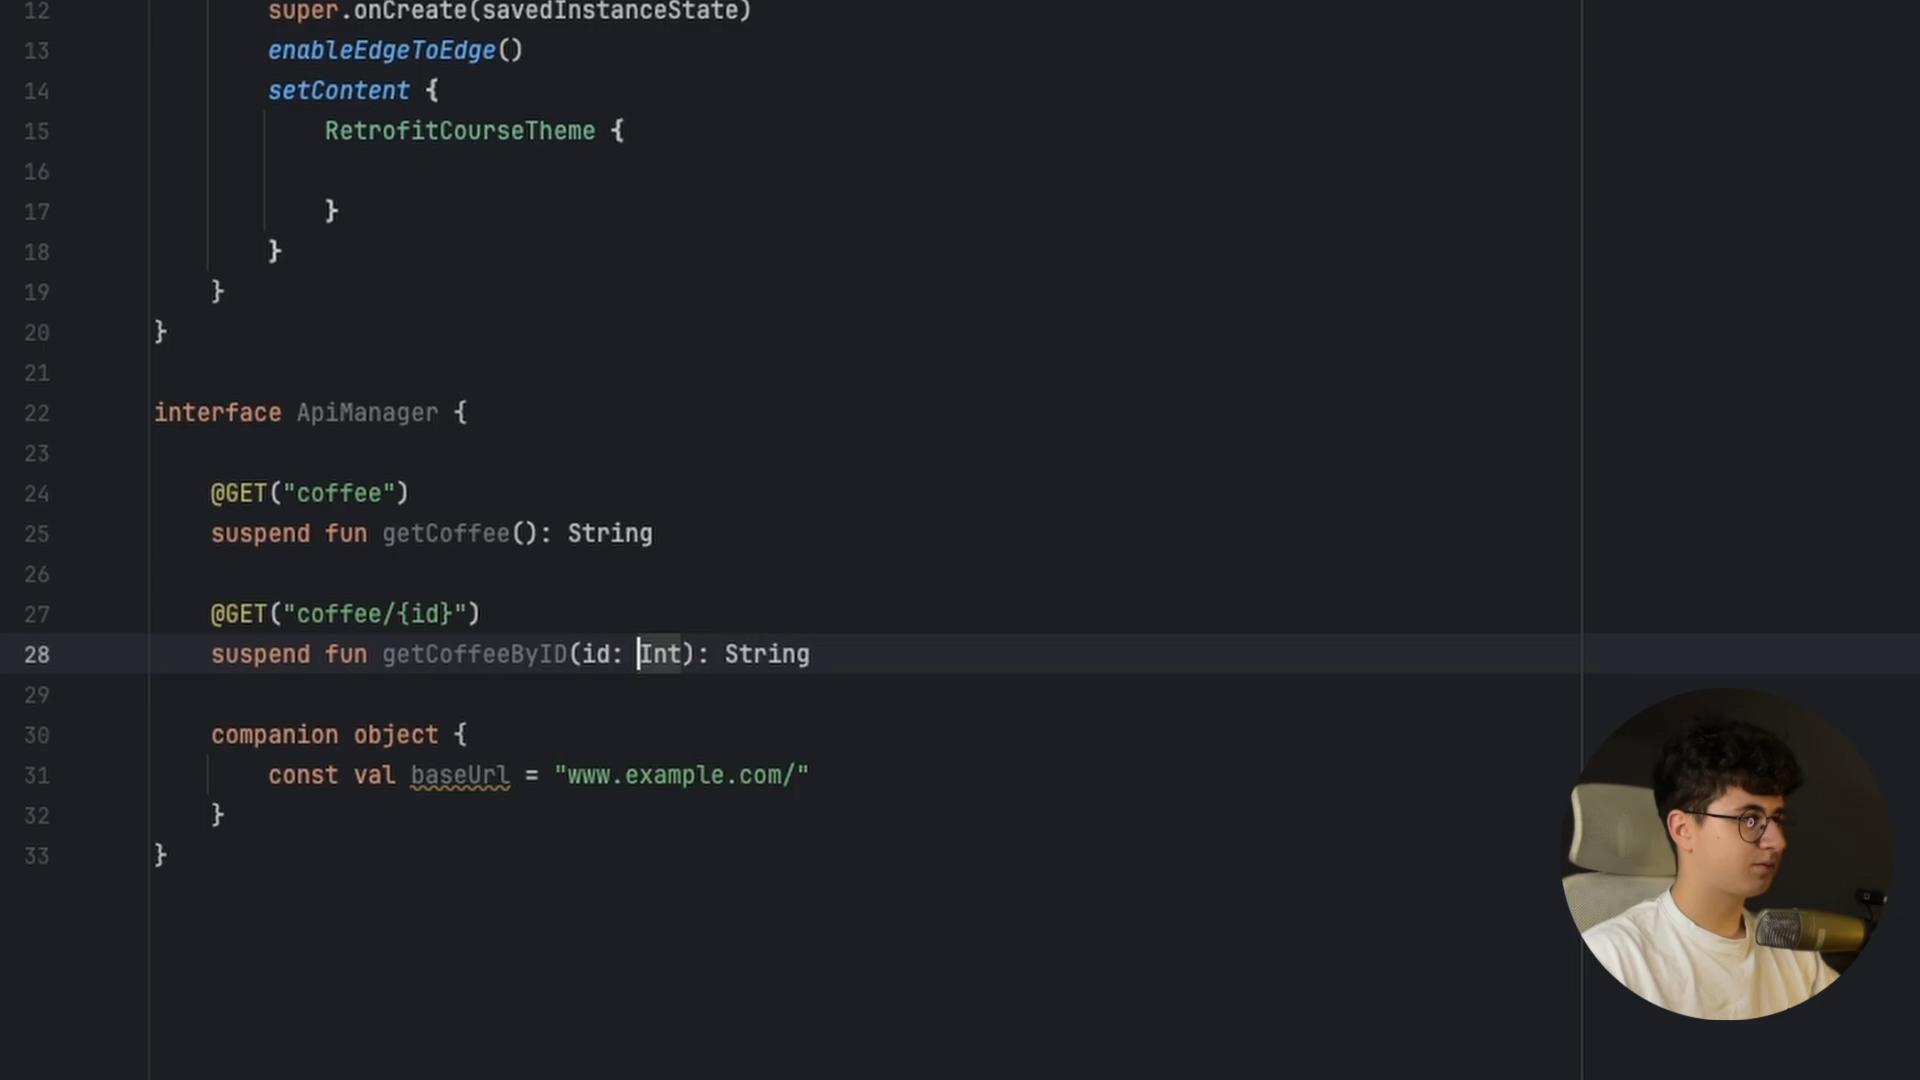 12 super.onCreate(savedInstanceState)
13 enableEdgeToEdge()
14 setContent {
15 RetrofitCourseTheme {
16
17 }
18 }
19 }
20 }
21
22 interface ApiManager {
23
24 @GET("coffee")
25 suspend fun getCoffee(): String
26
27 @GET("coffee/{id}")
28 suspend fun getCoffeeByID(id: Int): String
29
30 companion object {
31 const val baseUrl = "www.example.com/"
32 }
33 }